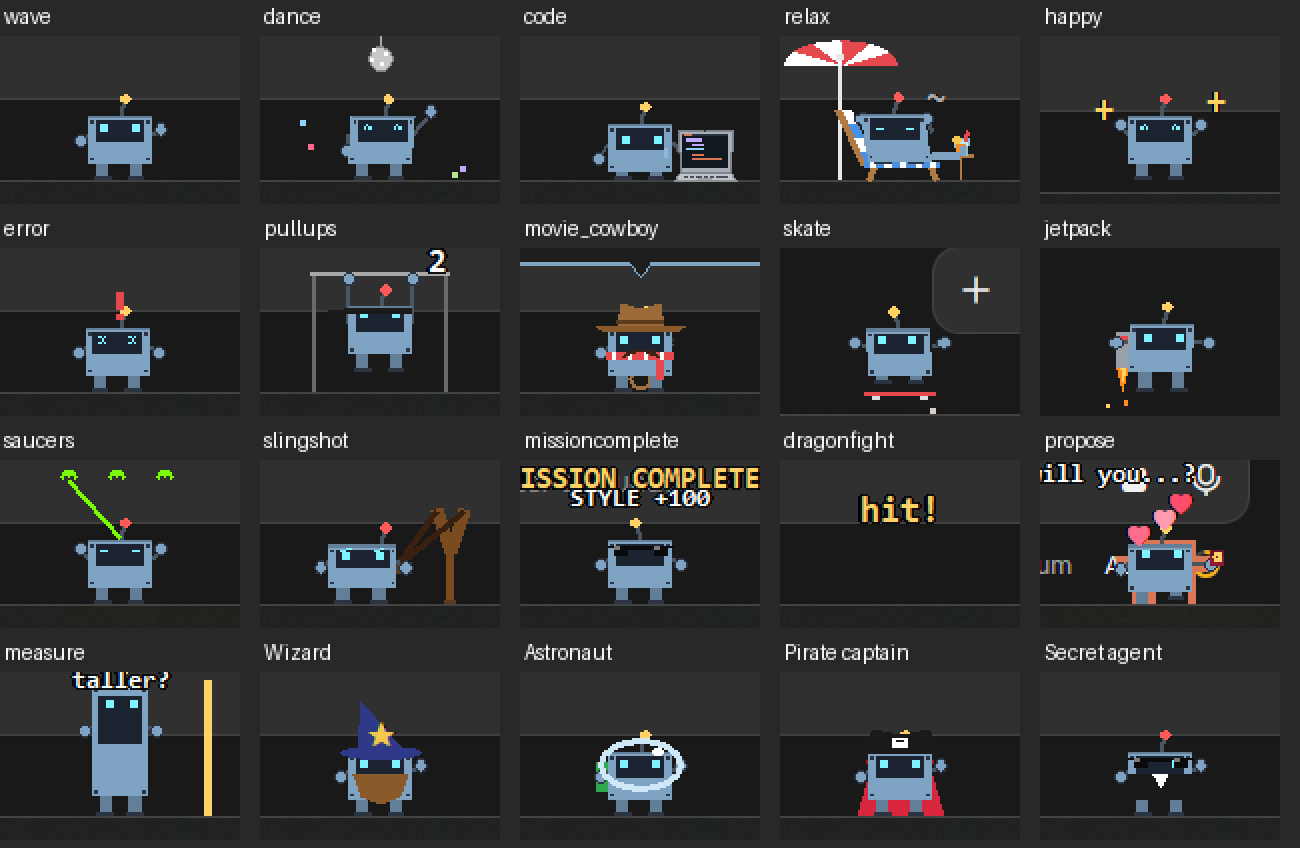 wave
dance
code
relax
happy
error
pullups
2
movie_cowboy
skate
+
jetpack
saucers
slingshot
missioncomplete
ISSION COMPLETE
STYLE +100
dragonfight
hit!
propose
ill you...?
um
A
measure
taller?
Wizard
Astronaut
Pirate captain
Secret agent